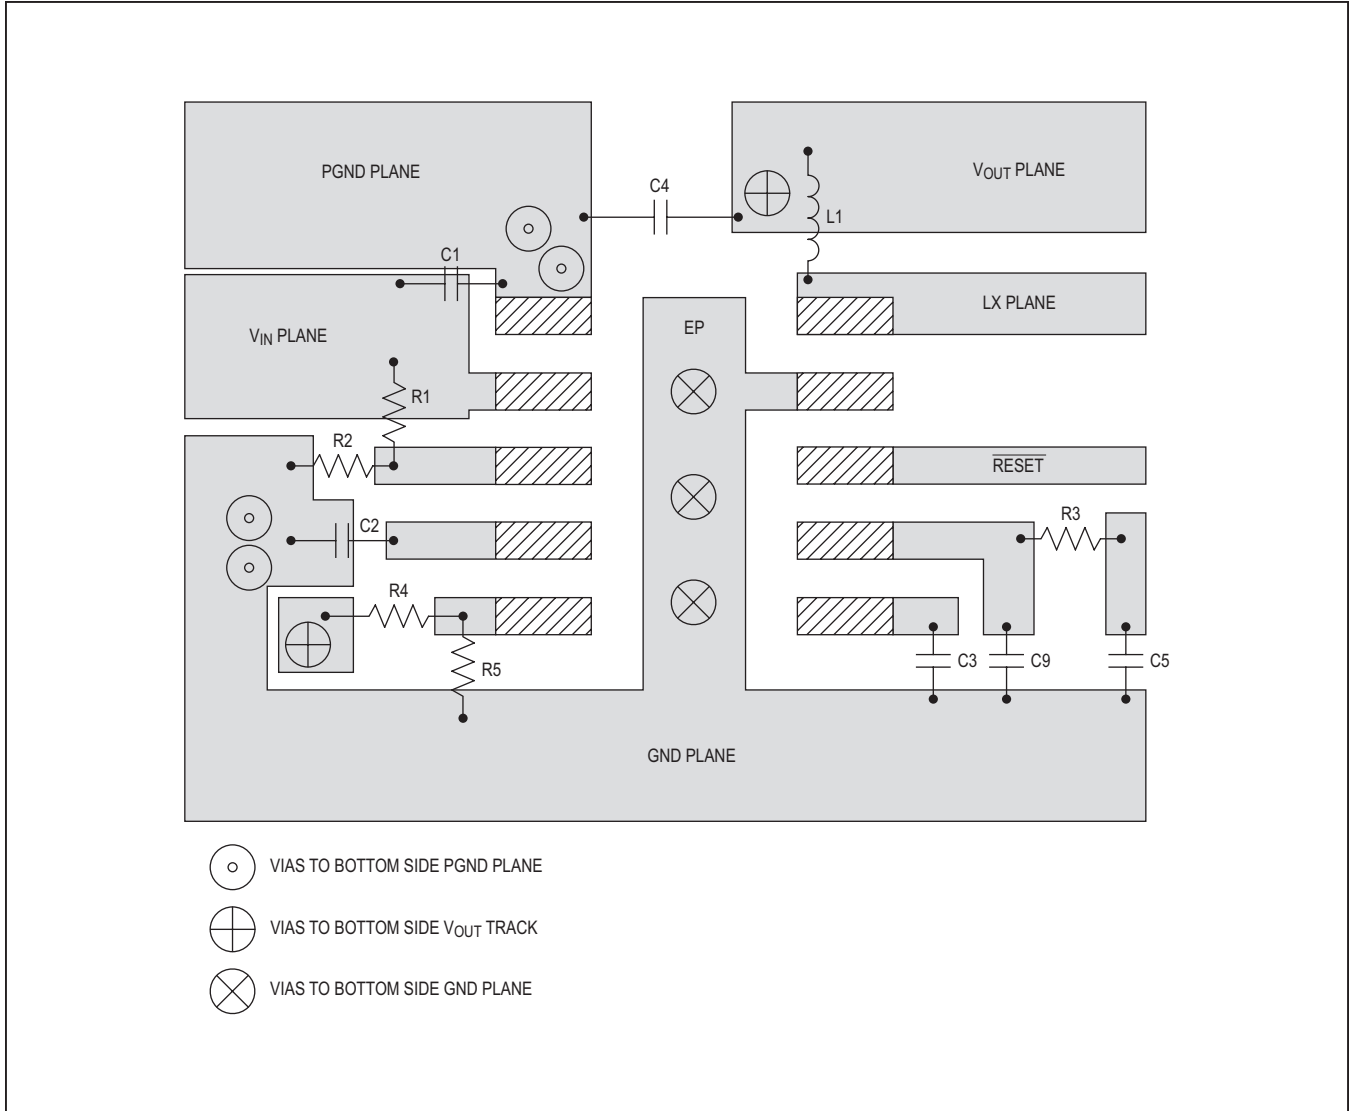 PGND PLANE
VOUT PLANE
C4
L1
C1
LX PLANE
EP
VIN PLANE
R1
R2
RESET
R3
C2
R4
R5
C3
C9
C5
GND PLANE
VIAS TO BOTTOM SIDE PGND PLANE
VIAS TO BOTTOM SIDE VOUT TRACK
VIAS TO BOTTOM SIDE GND PLANE